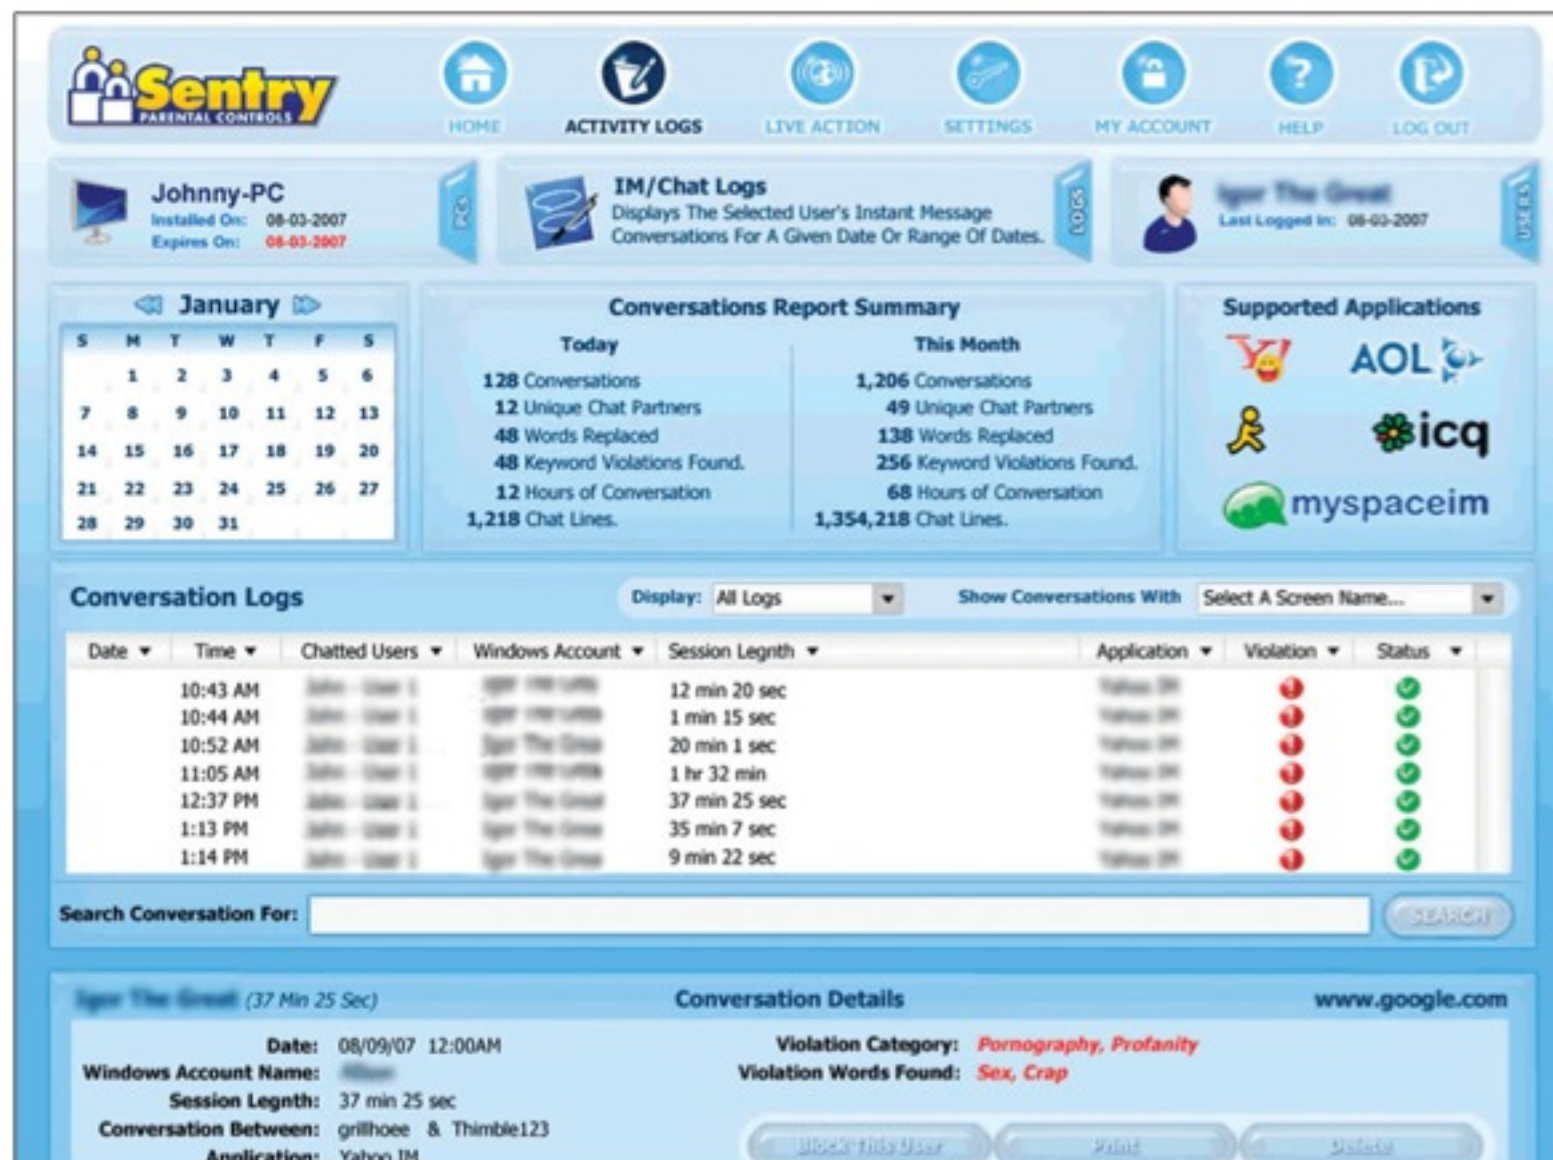 Sentry
PARENTAL CONTROLS
HOME
ACTIVITY LOGS
LIVE ACTION
SETTINGS
MY ACCOUNT
HELP
LOG OUT
Johnny-PC
Installed On: 08-03-2007
Expires On: 08-03-2007
PCs
IM/Chat Logs
Displays The Selected User's Instant Message
Conversations For A Given Date Or Range Of Dates.
LOGS
Last Logged In: 08-03-2007
USERS
January
S M T W T F S
1 2 3 4 5 6
7 8 9 10 11 12 13
14 15 16 17 18 19 20
21 22 23 24 25 26 27
28 29 30 31
Conversations Report Summary
Today
128 Conversations
12 Unique Chat Partners
48 Words Replaced
48 Keyword Violations Found.
12 Hours of Conversation
1,218 Chat Lines.
This Month
1,206 Conversations
49 Unique Chat Partners
138 Words Replaced
256 Keyword Violations Found.
68 Hours of Conversation
1,354,218 Chat Lines.
Supported Applications
Y!
AOL
icq
myspaceim
Conversation Logs
Display: All Logs
Show Conversations With Select A Screen Name...
Date Time Chatted Users Windows Account Session Legnth Application Violation Status
10:43 AM 12 min 20 sec
10:44 AM 1 min 15 sec
10:52 AM 20 min 1 sec
11:05 AM 1 hr 32 min
12:37 PM 37 min 25 sec
1:13 PM 35 min 7 sec
1:14 PM 9 min 22 sec
Search Conversation For:
SEARCH
(37 Min 25 Sec)
Conversation Details
www.google.com
Date: 08/09/07 12:00AM
Windows Account Name:
Session Legnth: 37 min 25 sec
Conversation Between: grillhoee & Thimble123
Application: Yahoo IM
Violation Category: Pornography, Profanity
Violation Words Found: Sex, Crap
Block This User
Print
Delete